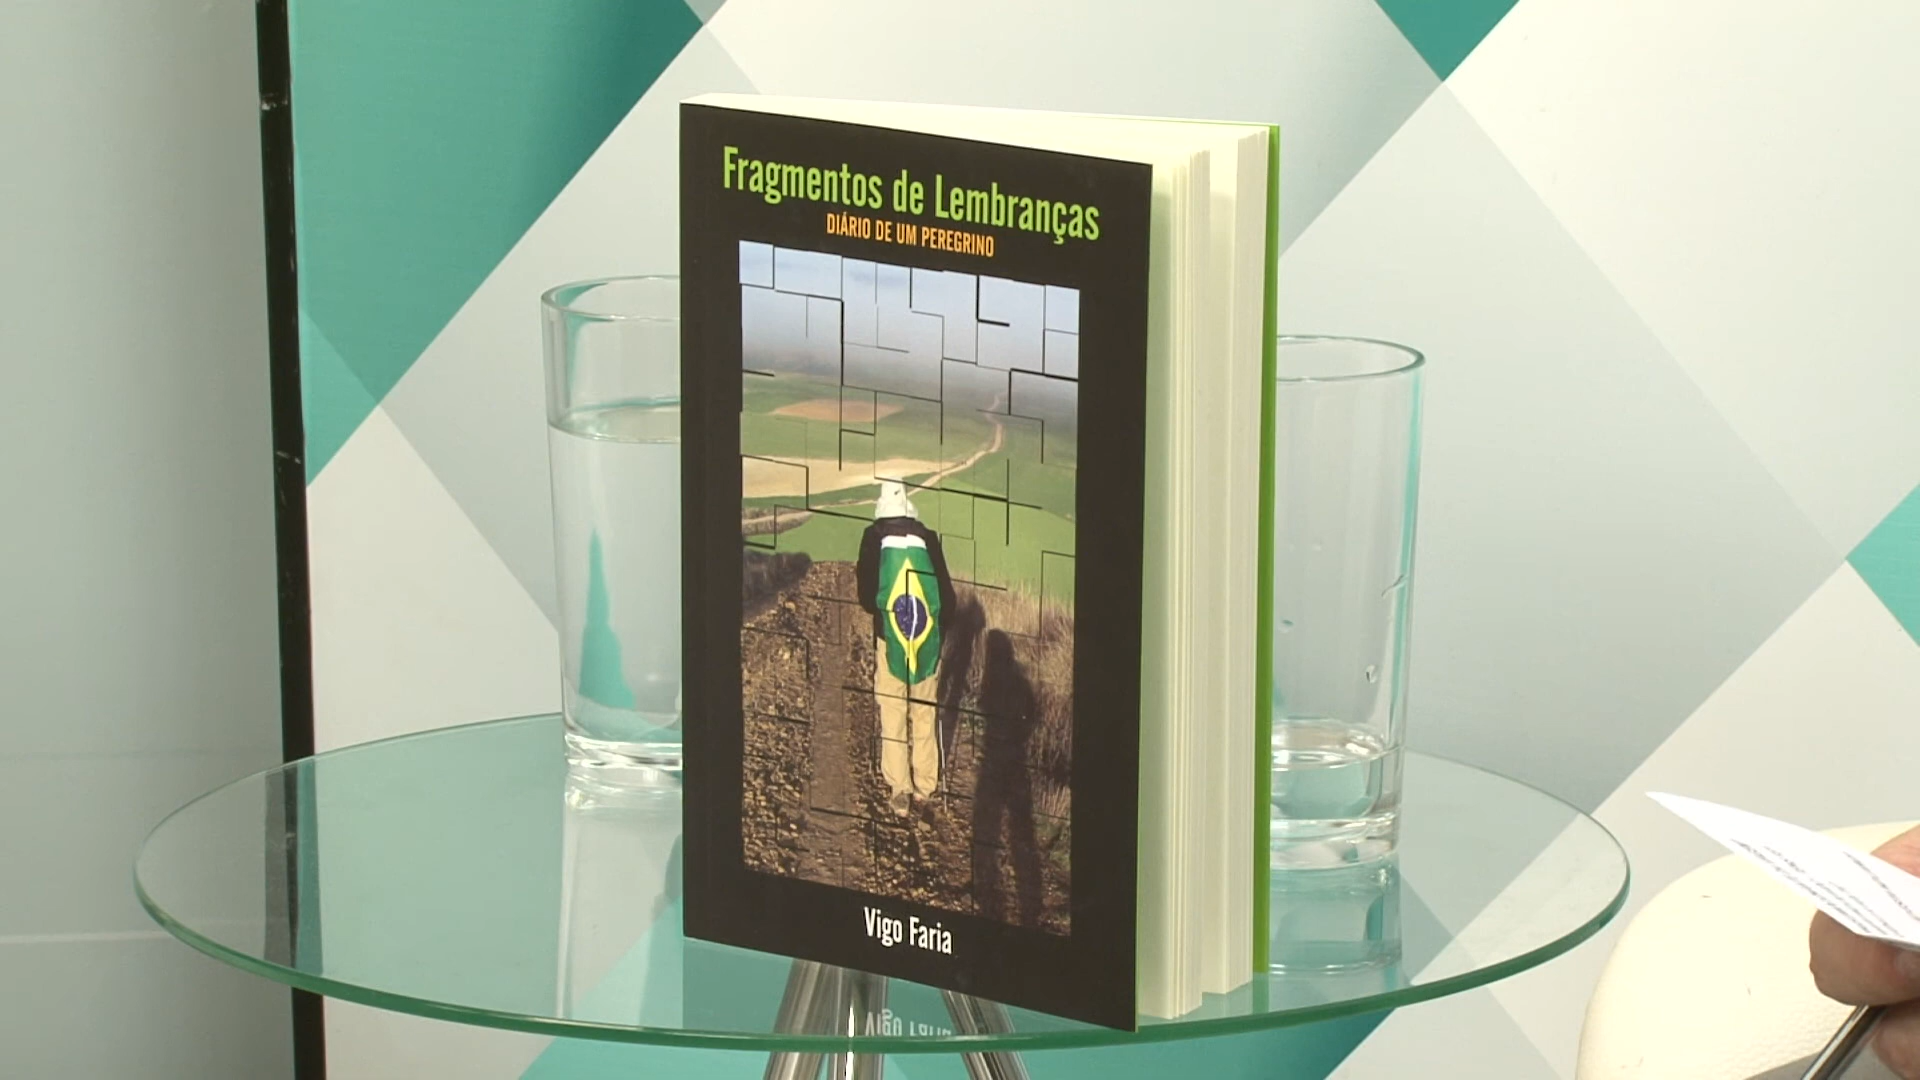 Fragmentos de Lembranças
DIÁRIO DE UM PEREGRINO
Vigo Faria